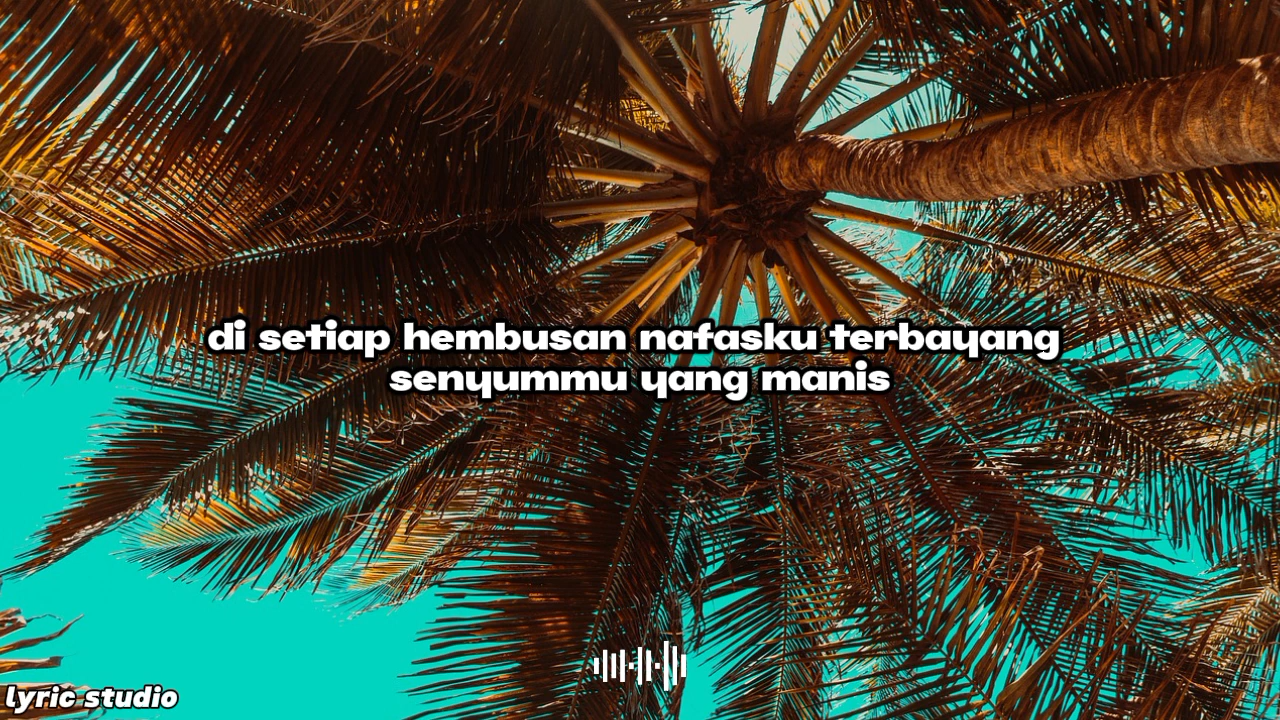 di setiap hembusan nafasku terbayang
senyummu yang manis
lyric studio